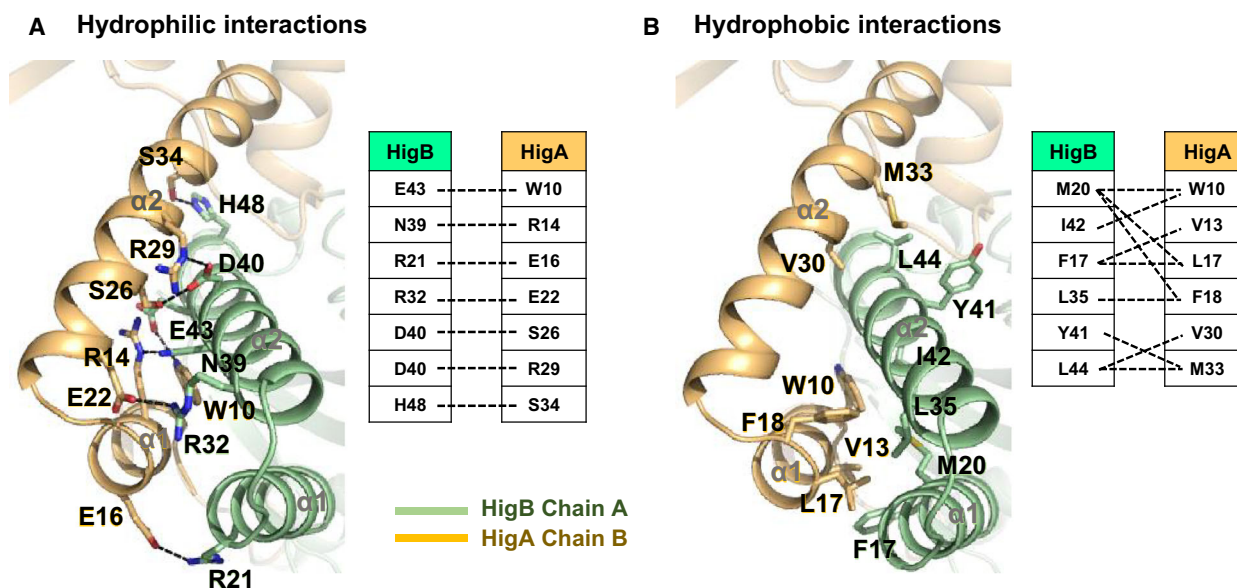 A Hydrophilic interactions
S34
α2
H48
R29
D40
S26
E43
α2
R14
N39
E22
W10
α1
R32
α1
E16
R21
HigB HigA
E43 W10
N39 R14
R21 E16
R32 E22
D40 S26
D40 R29
H48 S34
HigB Chain A
HigA Chain B
B Hydrophobic interactions
M33
α2
V30
L44
Y41
α2
I42
W10
L35
F18
V13
M20
α1
L17
α1
F17
HigB HigA
M20 W10
I42 V13
F17 L17
L35 F18
Y41 V30
L44 M33